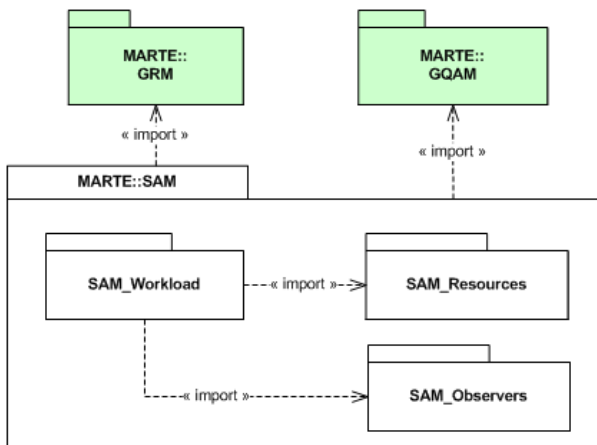 MARTE::
GRM
MARTE::
GQAM
« import »
« import »
MARTE::SAM
SAM_Workload
« import »
SAM_Resources
« import »
SAM_Observers